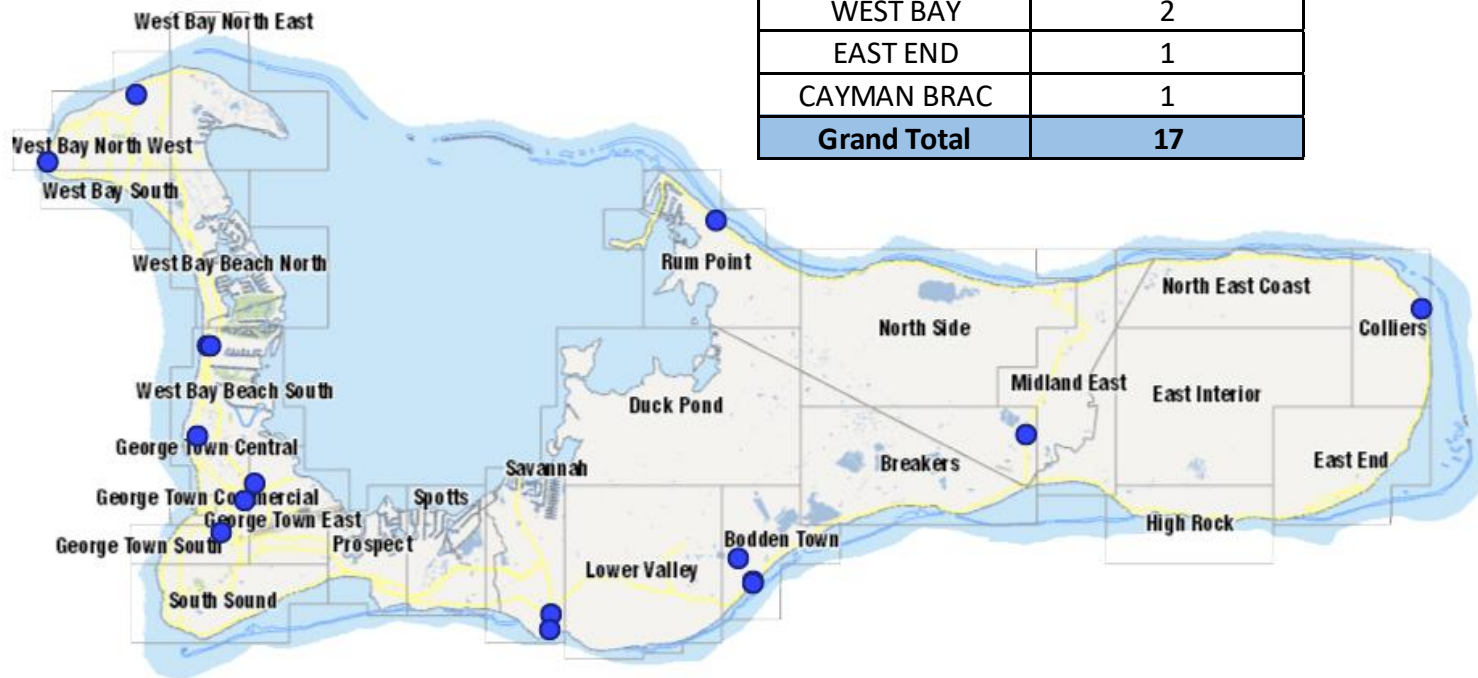 West Bay North East
WEST BAY 2
EAST END 1
CAYMAN BRAC 1
Grand Total 17
West Bay North West
West Bay South
West Bay Beach North
Rum Point
North East Coast
North Side
Colliers
West Bay Beach South
Duck Pond
Midland East
East Interior
George Town Central
Savannah
Breakers
East End
George Town Commercial
Spotts
George Town East
High Rock
George Town South
Prospect
Bodden Town
Lower Valley
South Sound